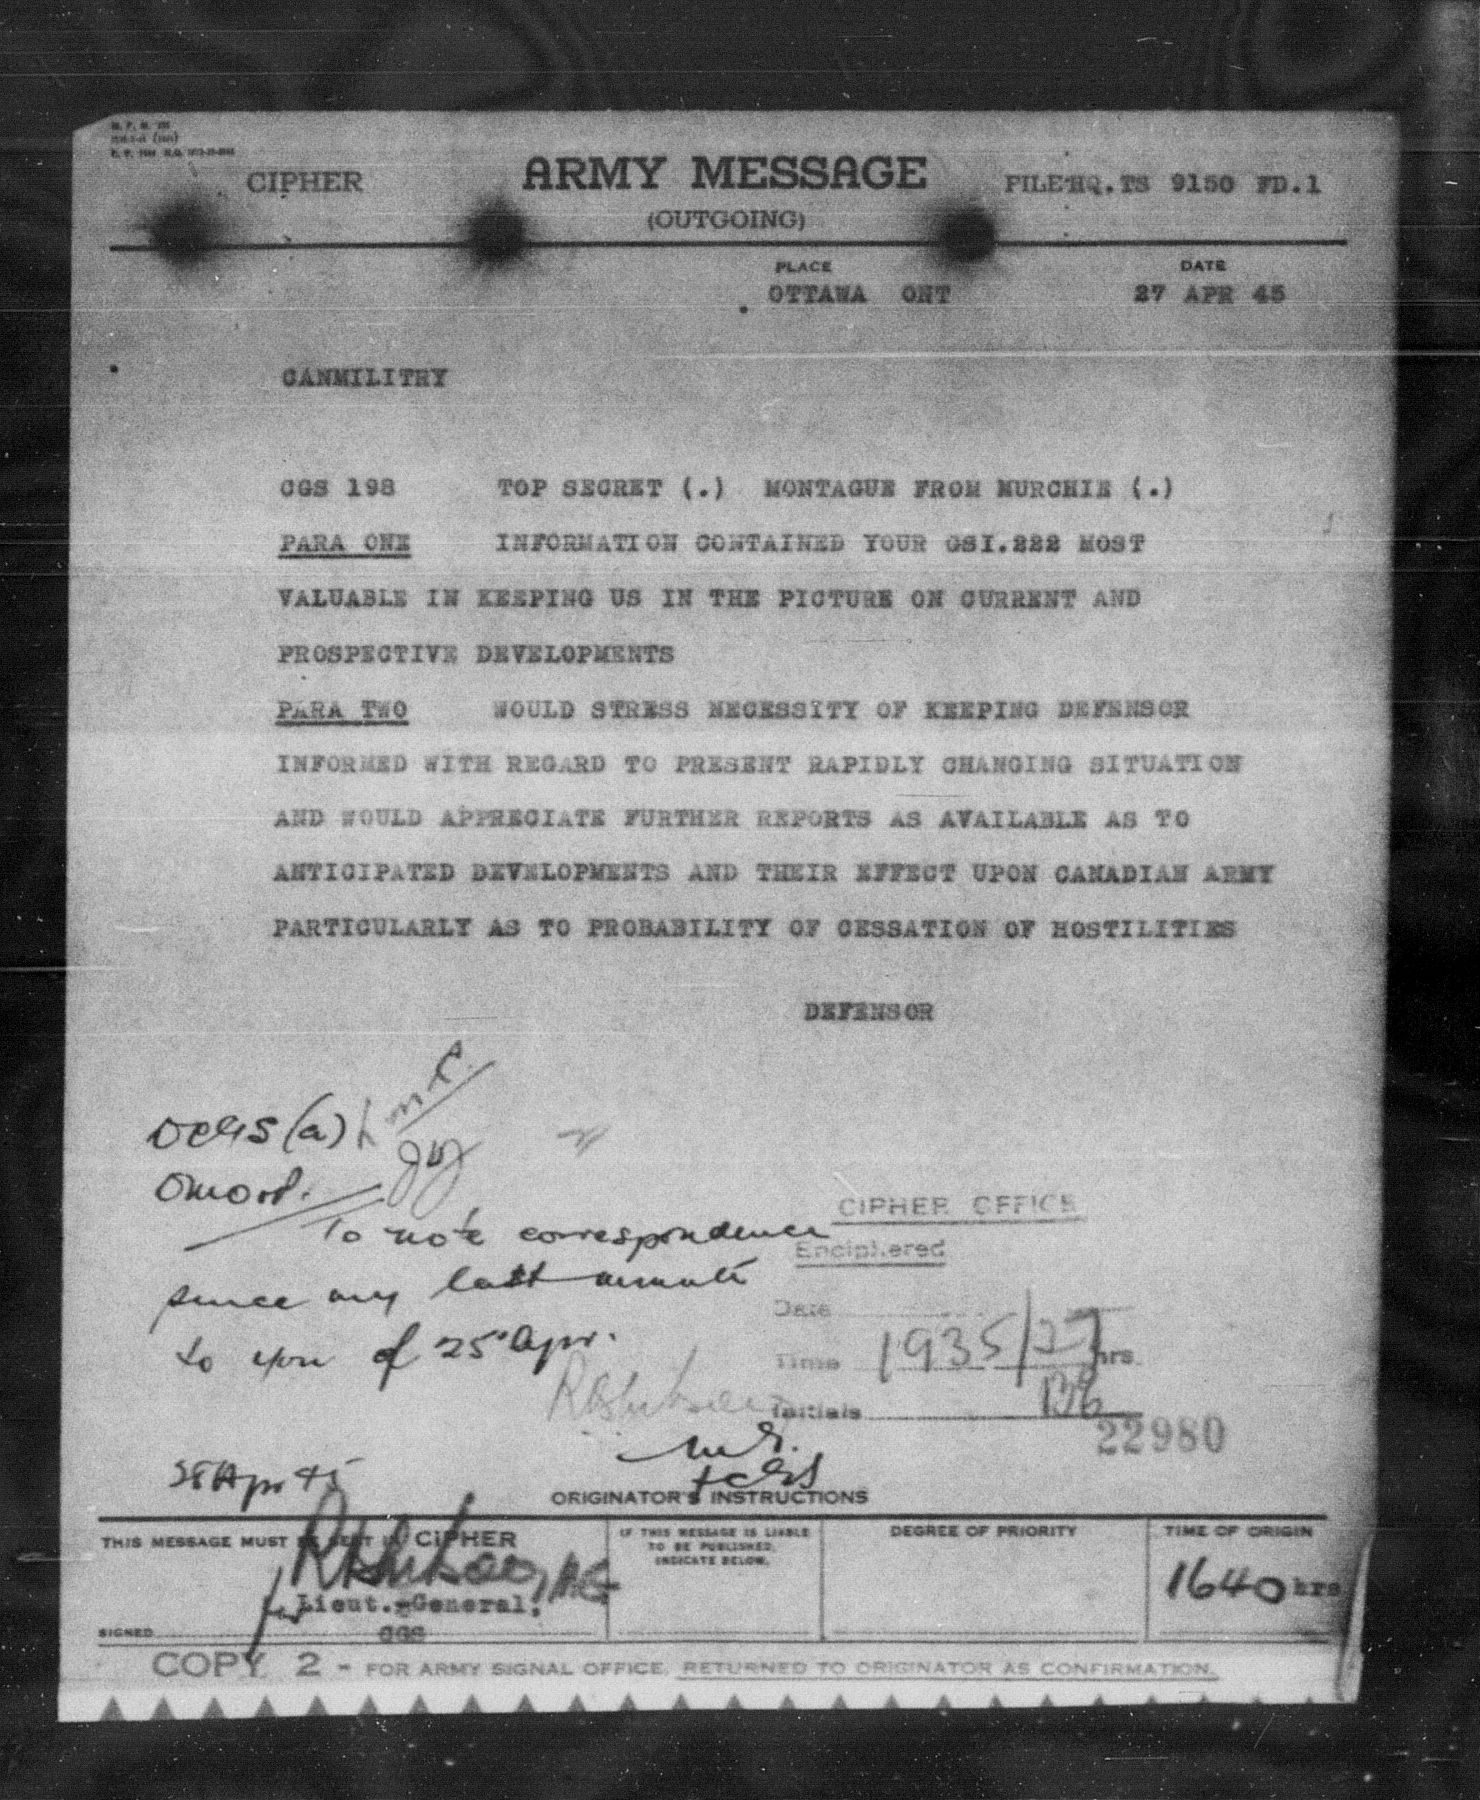 CIPHER
ARMY MESSAGE
(OUTGOING)
FILE HQ.TS 9150 FD.1
PLACE
OTTAWA ONT
DATE
27 APR 45
CANMILITRY
CGS 198 TOP SECRET (.) MONTAGUE FROM MURCHIE (.)
PARA ONE INFORMATION CONTAINED YOUR GSI.222 MOST
VALUABLE IN KEEPING US IN THE PICTURE ON CURRENT AND
PROSPECTIVE DEVELOPMENTS
PARA TWO WOULD STRESS NECESSITY OF KEEPING DEFENSOR
INFORMED WITH REGARD TO PRESENT RAPIDLY CHANGING SITUATION
AND WOULD APPRECIATE FURTHER REPORTS AS AVAILABLE AS TO
ANTICIPATED DEVELOPMENTS AND THEIR EFFECT UPON CANADIAN ARMY
PARTICULARLY AS TO PROBABILITY OF CESSATION OF HOSTILITIES
DEFENSOR
DCGS (a)
To note correspondence
since my last minute
to you of 25 Apr.
28 Apr 45
CIPHER OFFICE
Enciphered
Date
Time 1935/27 hrs.
Initials
22980
ORIGINATOR'S INSTRUCTIONS
THIS MESSAGE MUST BE SENT IN CIPHER
IF THIS MESSAGE IS LIABLE
TO BE PUBLISHED,
INDICATE BELOW.
DEGREE OF PRIORITY
TIME OF ORIGIN
1640 hrs
AG
for Lieut.-General,
SIGNED
CGS
COPY 2 - FOR ARMY SIGNAL OFFICE. RETURNED TO ORIGINATOR AS CONFIRMATION.